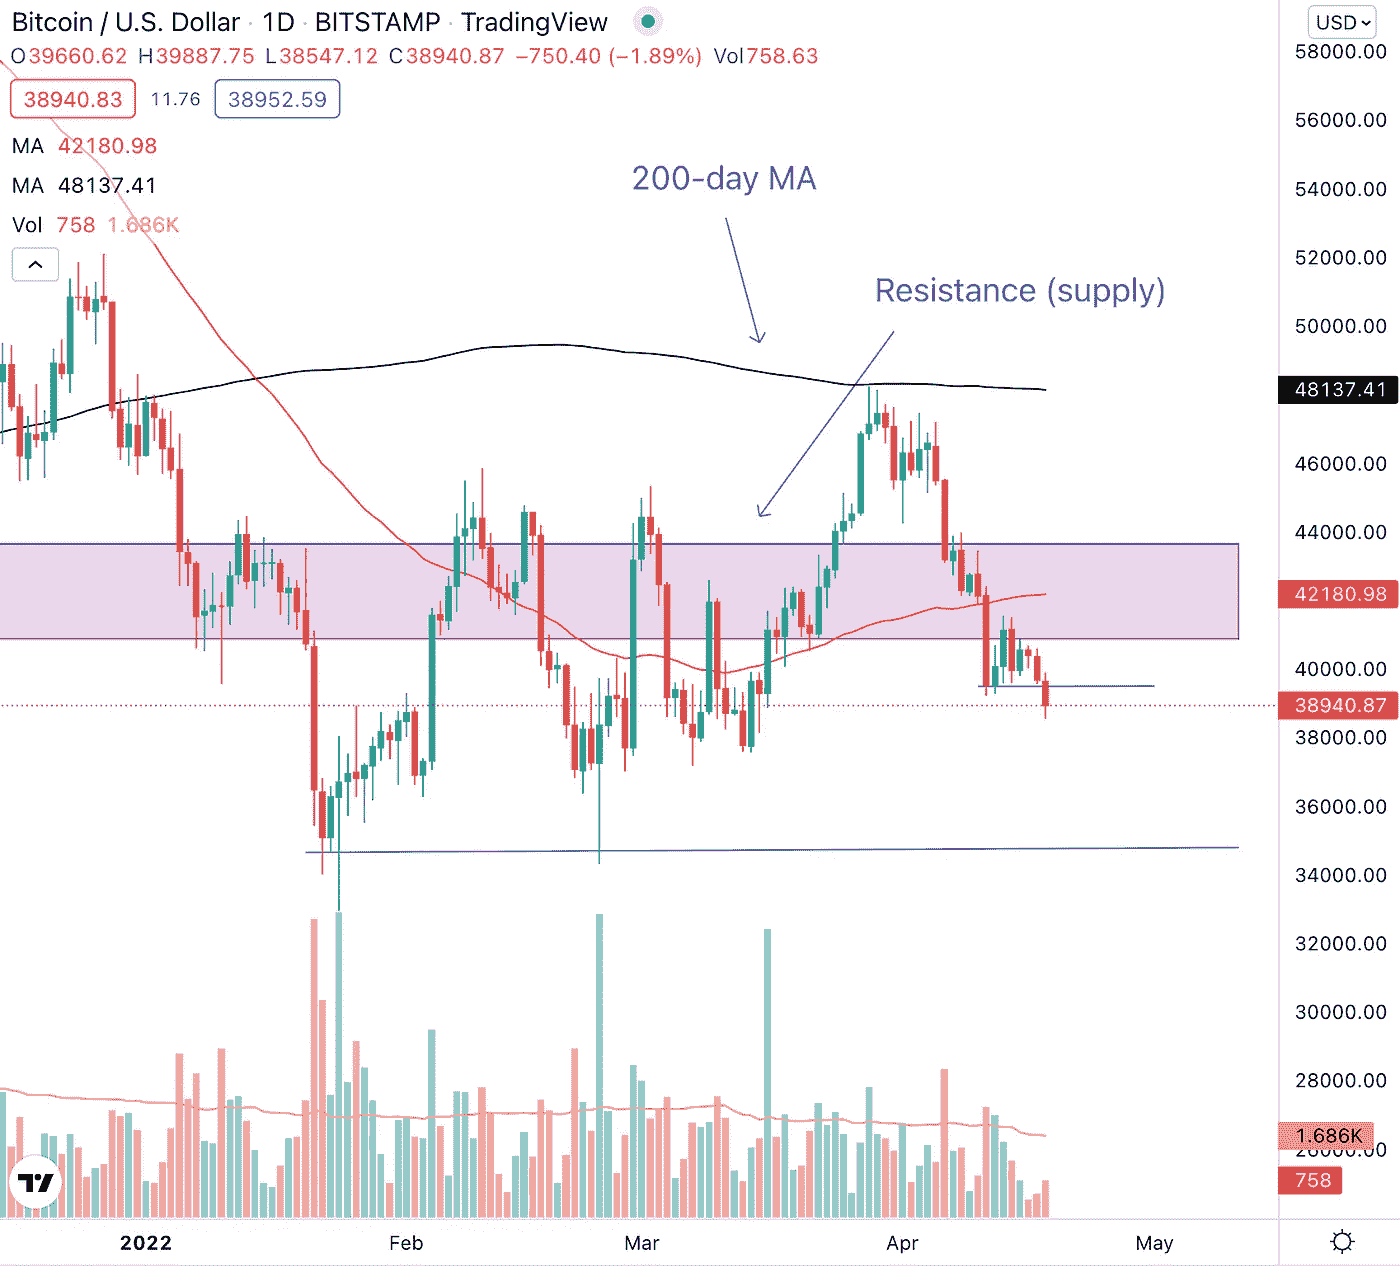 Bitcoin / U.S. Dollar · 1D · BITSTAMP · TradingView
USD
O39660.62 H39887.75 L38547.12 C38940.87 −750.40 (−1.89%) Vol758.63
38940.83 11.76 38952.59
MA 42180.98
MA 48137.41
Vol 758 1.686K
200-day MA
Resistance (supply)
58000.00
56000.00
54000.00
52000.00
50000.00
48137.41
46000.00
44000.00
42180.98
40000.00
38940.87
38000.00
36000.00
34000.00
32000.00
30000.00
28000.00
1.686K
26000.00
758
2022 Feb Mar Apr May